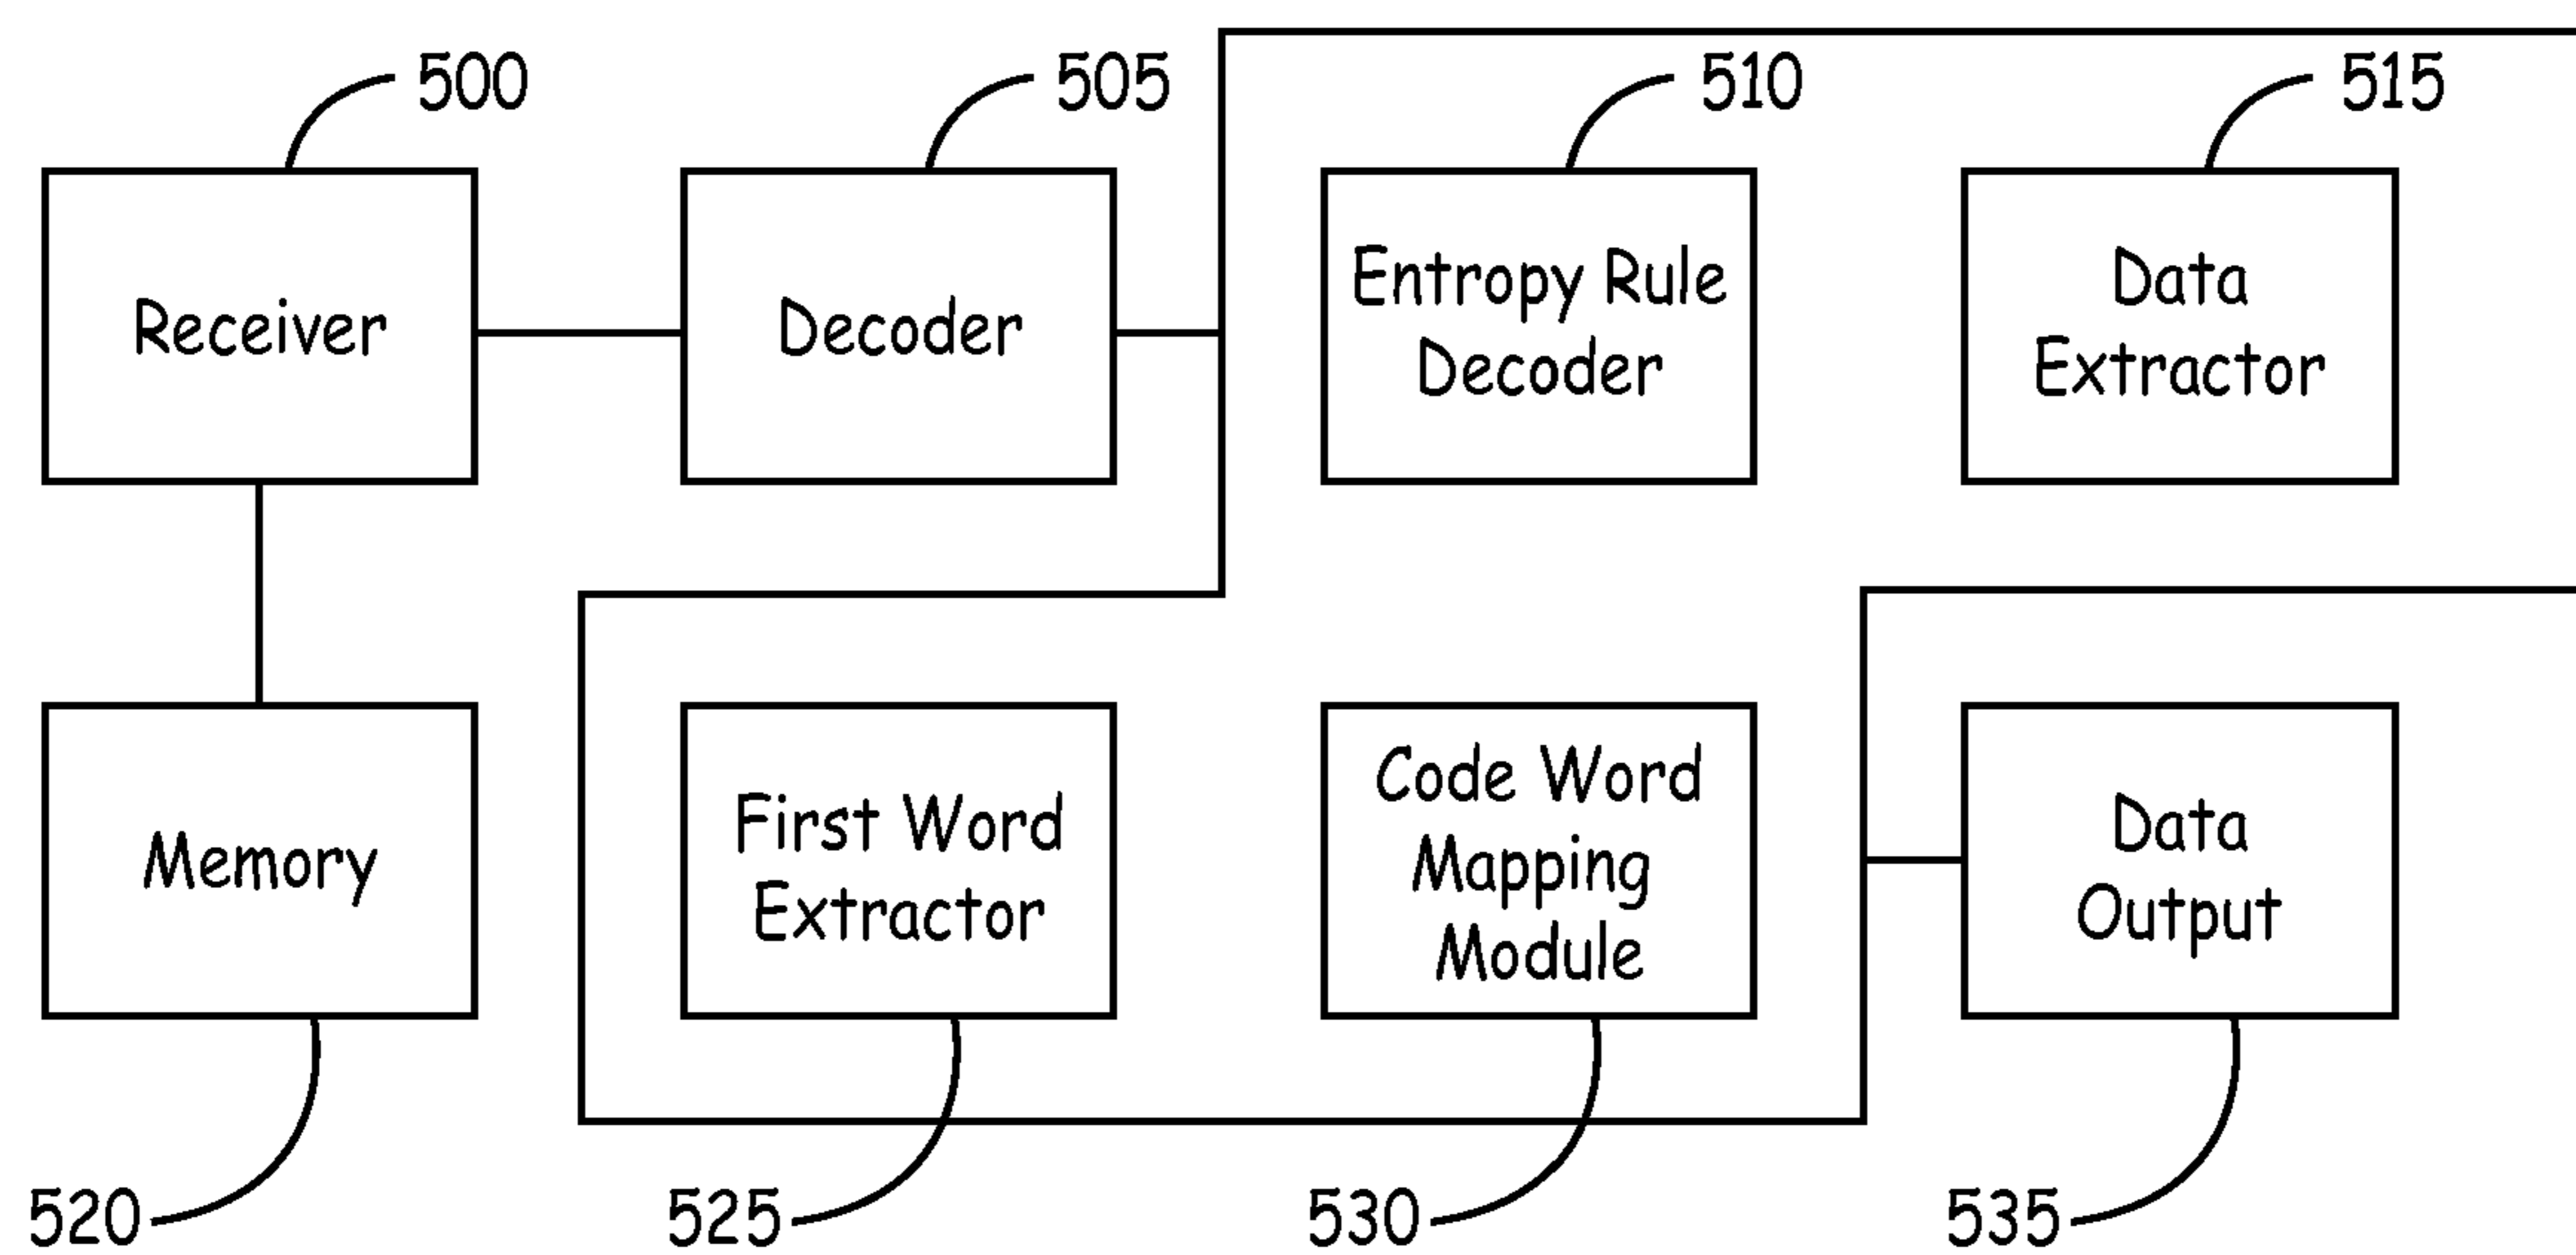 500
505
510
515
Receiver
Decoder
Entropy Rule
Decoder
Data
Extractor
Memory
First Word
Extractor
Code Word
Mapping
Module
Data
Output
520
525
530
535